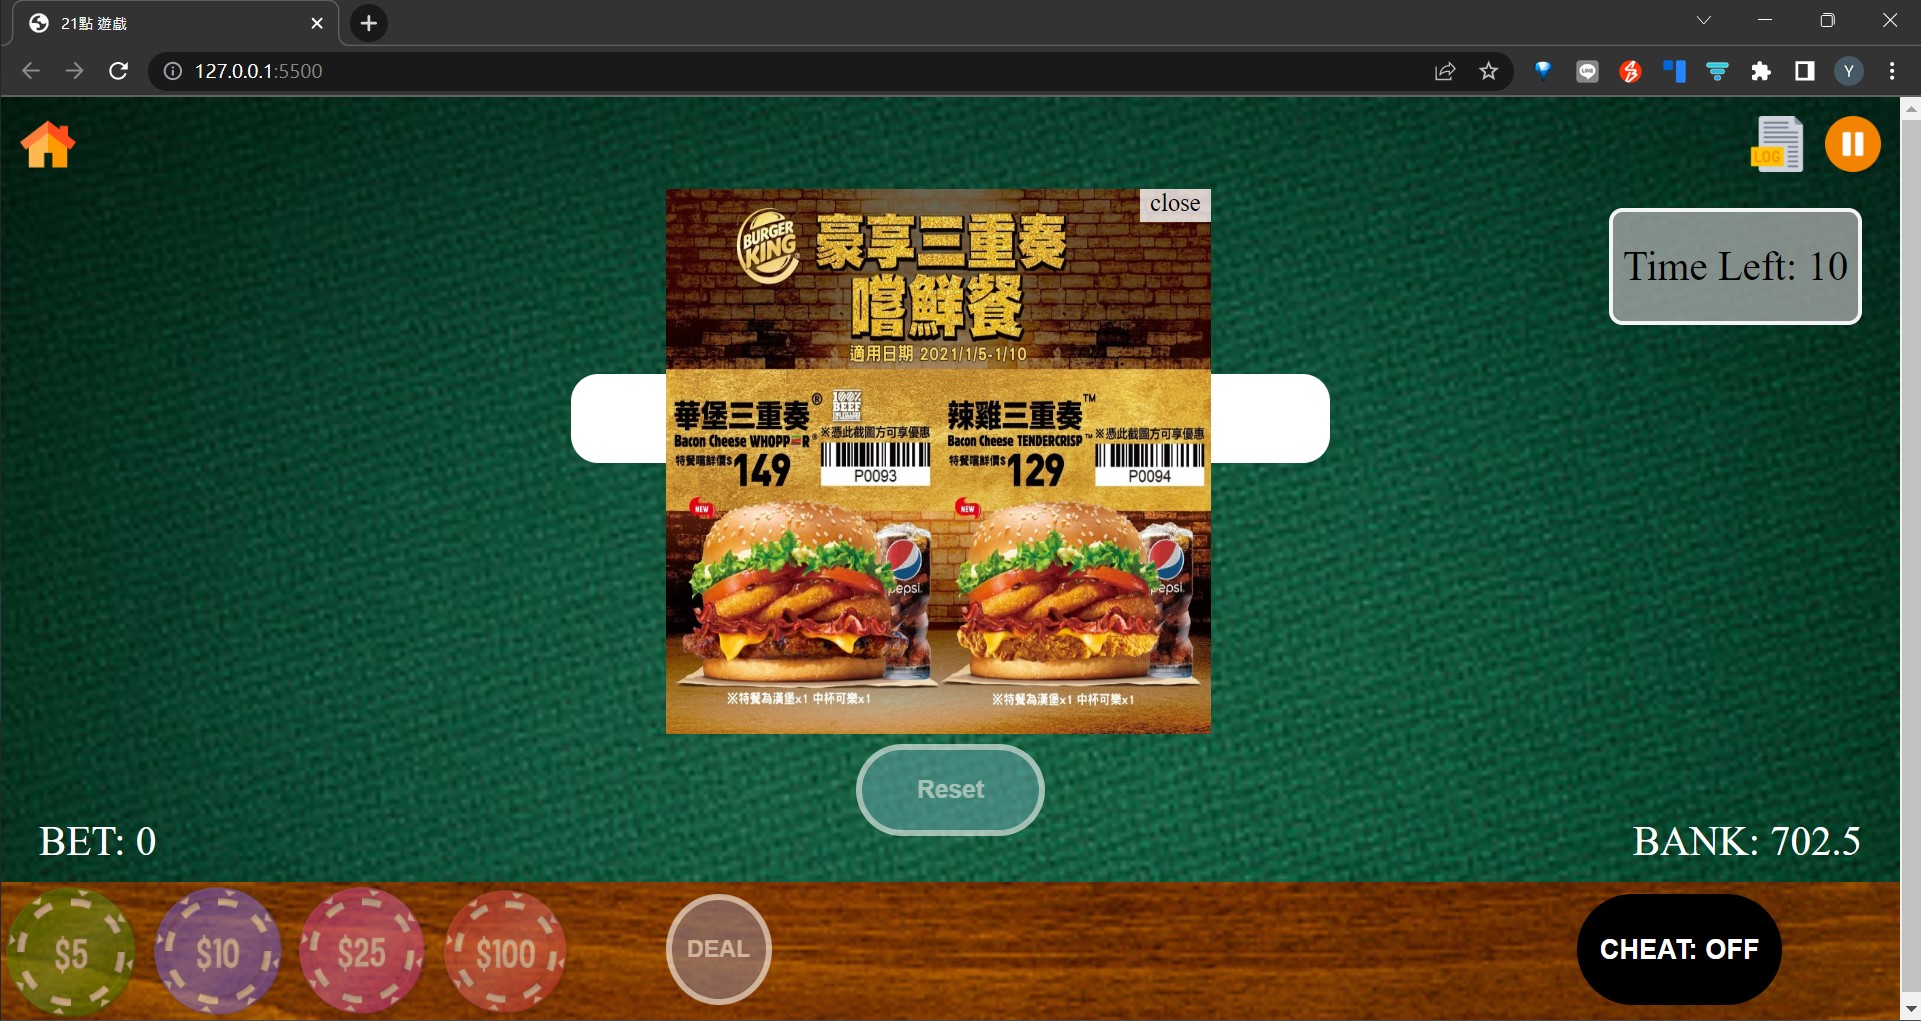 21點 遊戲
127.0.0.1:5500
LINE
Y
LOG
close
Time Left: 10
BURGER
KING
豪享三重奏
嚐鮮餐
適用日期 2021/1/5-1/10
華堡三重奏®
100%
BEEF
Bacon Cheese WHOPPER®
※憑此截圖方可享優惠
特餐嚐鮮價$149
P0093
辣雞三重奏™
Bacon Cheese TENDERCRISP™
※憑此截圖方可享優惠
特餐嚐鮮價$129
P0094
NEW
NEW
pepsi
pepsi
※特餐為漢堡x1 中杯可樂x1
※特餐為漢堡x1 中杯可樂x1
Reset
BET: 0
BANK: 702.5
$5
$10
$25
$100
DEAL
CHEAT: OFF